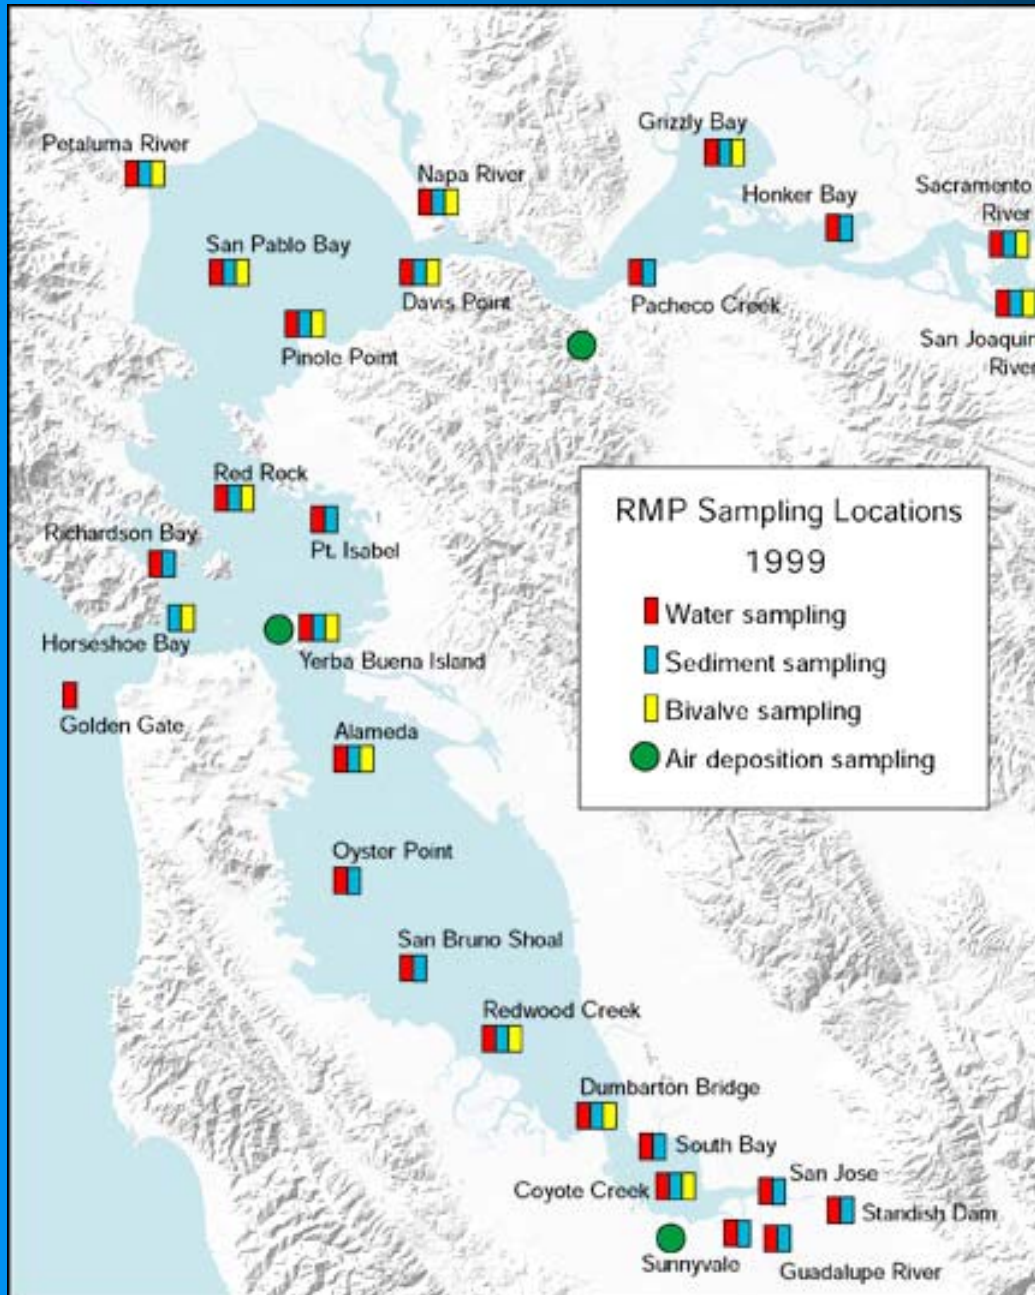 Petaluma River
Napa River
Grizzly Bay
Honker Bay
Sacramento
River
San Pablo Bay
Davis Point
Pacheco Creek
Pinole Point
San Joaquin
River
Red Rock
Pt. Isabel
Richardson Bay
Horseshoe Bay
Yerba Buena Island
Golden Gate
RMP Sampling Locations
1999
Water sampling
Sediment sampling
Bivalve sampling
Air deposition sampling
Alameda
Oyster Point
San Bruno Shoal
Redwood Creek
Dumbarton Bridge
South Bay
Coyote Creek
San Jose
Standish Dam
Sunnyvale
Guadalupe River